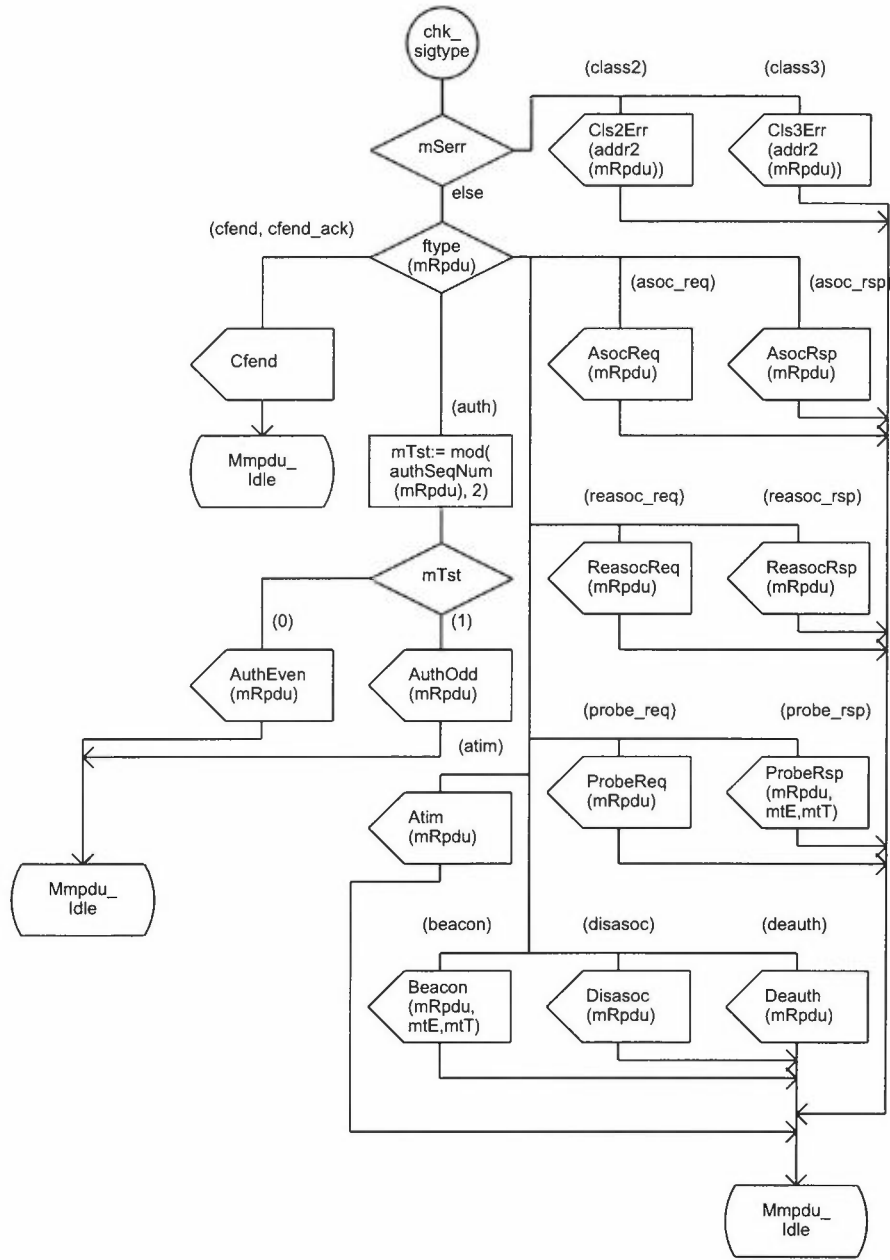 chk_
sigtype
(class2)
(class3)
mSerr
Cls2Err
(addr2
(mRpdu))
Cls3Err
(addr2
(mRpdu))
else
(cfend, cfend_ack)
ftype
(mRpdu)
(asoc_req)
(asoc_rsp)
Cfend
AsocReq
(mRpdu)
AsocRsp
(mRpdu)
(auth)
Mmpdu_
Idle
mTst:= mod(
authSeqNum
(mRpdu), 2)
(reasoc_req)
(reasoc_rsp)
mTst
ReasocReq
(mRpdu)
ReasocRsp
(mRpdu)
(0)
(1)
AuthEven
(mRpdu)
AuthOdd
(mRpdu)
(probe_req)
(probe_rsp)
(atim)
Atim
(mRpdu)
ProbeReq
(mRpdu)
ProbeRsp
(mRpdu,
mtE,mtT)
Mmpdu_
Idle
(beacon)
(disasoc)
(deauth)
Beacon
(mRpdu,
mtE,mtT)
Disasoc
(mRpdu)
Deauth
(mRpdu)
Mmpdu_
Idle